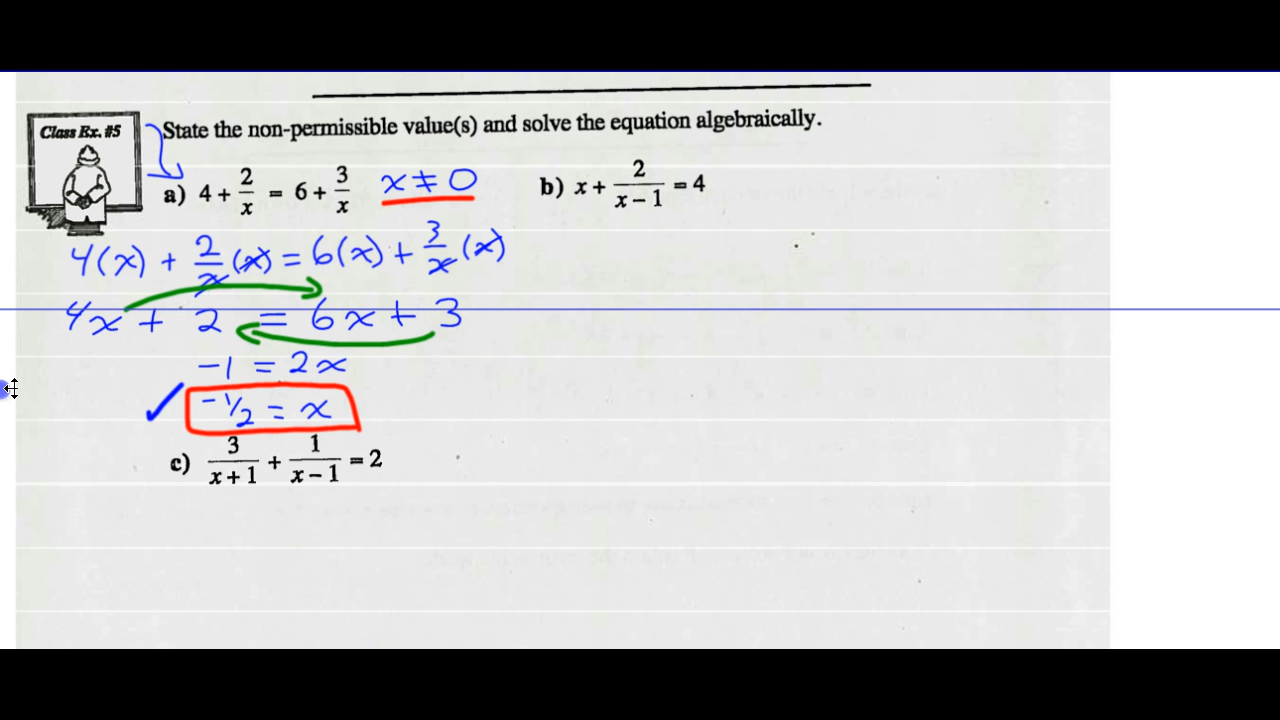 Class Ex. #5
State the non-permissible value(s) and solve the equation algebraically.
a) 4 + 2/x = 6 + 3/x x ≠ 0
b) x + 2/(x – 1) = 4
4(x) + 2/x (x) = 6(x) + 3/x (x)
4x + 2 = 6x + 3
-1 = 2x
-1/2 = x
c) 3/(x + 1) + 1/(x – 1) = 2